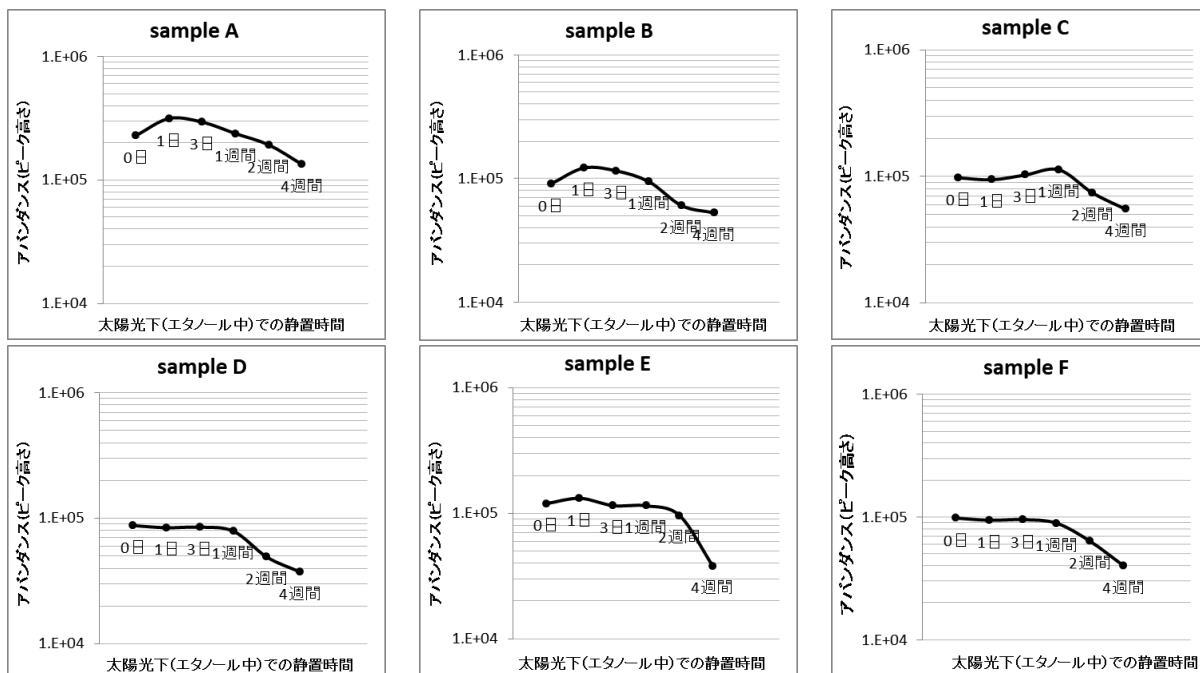 sample A
1.E+06
1.E+05
1.E+04
アバンダンス(ピーク高さ)
0日
1日
3日
1週間
2週間
4週間
太陽光下(エタノール中)での静置時間
sample B
1.E+06
1.E+05
1.E+04
アバンダンス(ピーク高さ)
0日
1日
3日
1週間
2週間
4週間
太陽光下(エタノール中)での静置時間
sample C
1.E+06
1.E+05
1.E+04
アバンダンス(ピーク高さ)
0日
1日
3日
1週間
2週間
4週間
太陽光下(エタノール中)での静置時間
sample D
1.E+06
1.E+05
1.E+04
アバンダンス(ピーク高さ)
0日
1日
3日
1週間
2週間
4週間
太陽光下(エタノール中)での静置時間
sample E
1.E+06
1.E+05
1.E+04
アバンダンス(ピーク高さ)
0日
1日
3日
1週間
2週間
4週間
太陽光下(エタノール中)での静置時間
sample F
1.E+06
1.E+05
1.E+04
アバンダンス(ピーク高さ)
0日
1日
3日
1週間
2週間
4週間
太陽光下(エタノール中)での静置時間